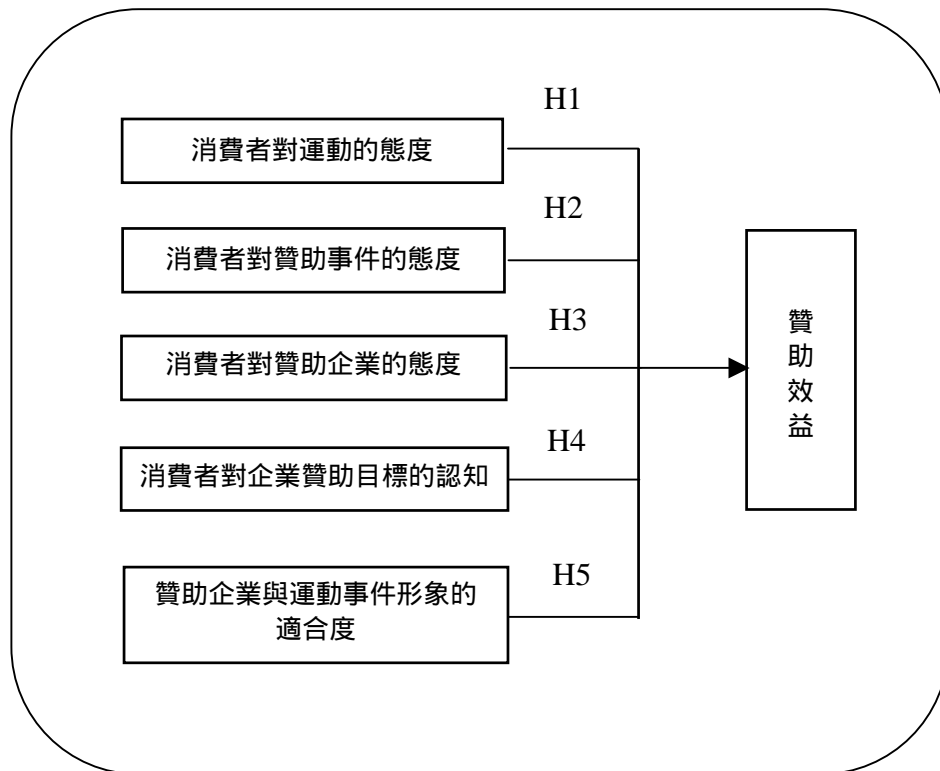 H1
消費者對運動的態度
H2
消費者對贊助事件的態度
H3
消費者對贊助企業的態度
H4
消費者對企業贊助目標的認知
H5
贊助企業與運動事件形象的
適合度
贊助效益